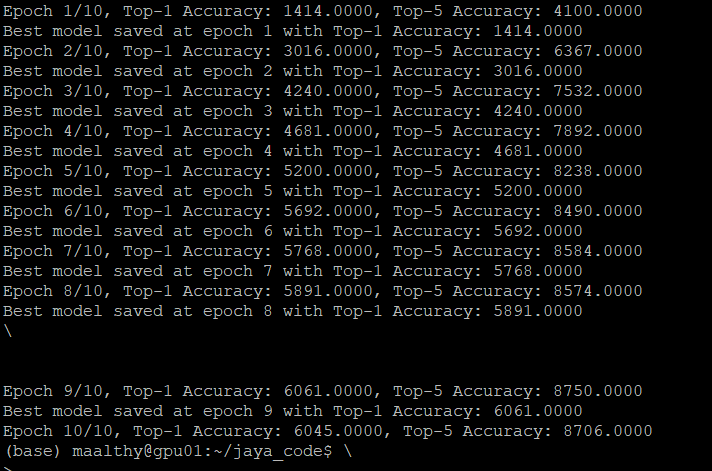 Epoch 1/10, Top-1 Accuracy: 1414.0000, Top-5 Accuracy: 4100.0000
Best model saved at epoch 1 with Top-1 Accuracy: 1414.0000
Epoch 2/10, Top-1 Accuracy: 3016.0000, Top-5 Accuracy: 6367.0000
Best model saved at epoch 2 with Top-1 Accuracy: 3016.0000
Epoch 3/10, Top-1 Accuracy: 4240.0000, Top-5 Accuracy: 7532.0000
Best model saved at epoch 3 with Top-1 Accuracy: 4240.0000
Epoch 4/10, Top-1 Accuracy: 4681.0000, Top-5 Accuracy: 7892.0000
Best model saved at epoch 4 with Top-1 Accuracy: 4681.0000
Epoch 5/10, Top-1 Accuracy: 5200.0000, Top-5 Accuracy: 8238.0000
Best model saved at epoch 5 with Top-1 Accuracy: 5200.0000
Epoch 6/10, Top-1 Accuracy: 5692.0000, Top-5 Accuracy: 8490.0000
Best model saved at epoch 6 with Top-1 Accuracy: 5692.0000
Epoch 7/10, Top-1 Accuracy: 5768.0000, Top-5 Accuracy: 8584.0000
Best model saved at epoch 7 with Top-1 Accuracy: 5768.0000
Epoch 8/10, Top-1 Accuracy: 5891.0000, Top-5 Accuracy: 8574.0000
Best model saved at epoch 8 with Top-1 Accuracy: 5891.0000
\
Epoch 9/10, Top-1 Accuracy: 6061.0000, Top-5 Accuracy: 8750.0000
Best model saved at epoch 9 with Top-1 Accuracy: 6061.0000
Epoch 10/10, Top-1 Accuracy: 6045.0000, Top-5 Accuracy: 8706.0000
(base) maalthy@gpu01:~/jaya_code$ \
>